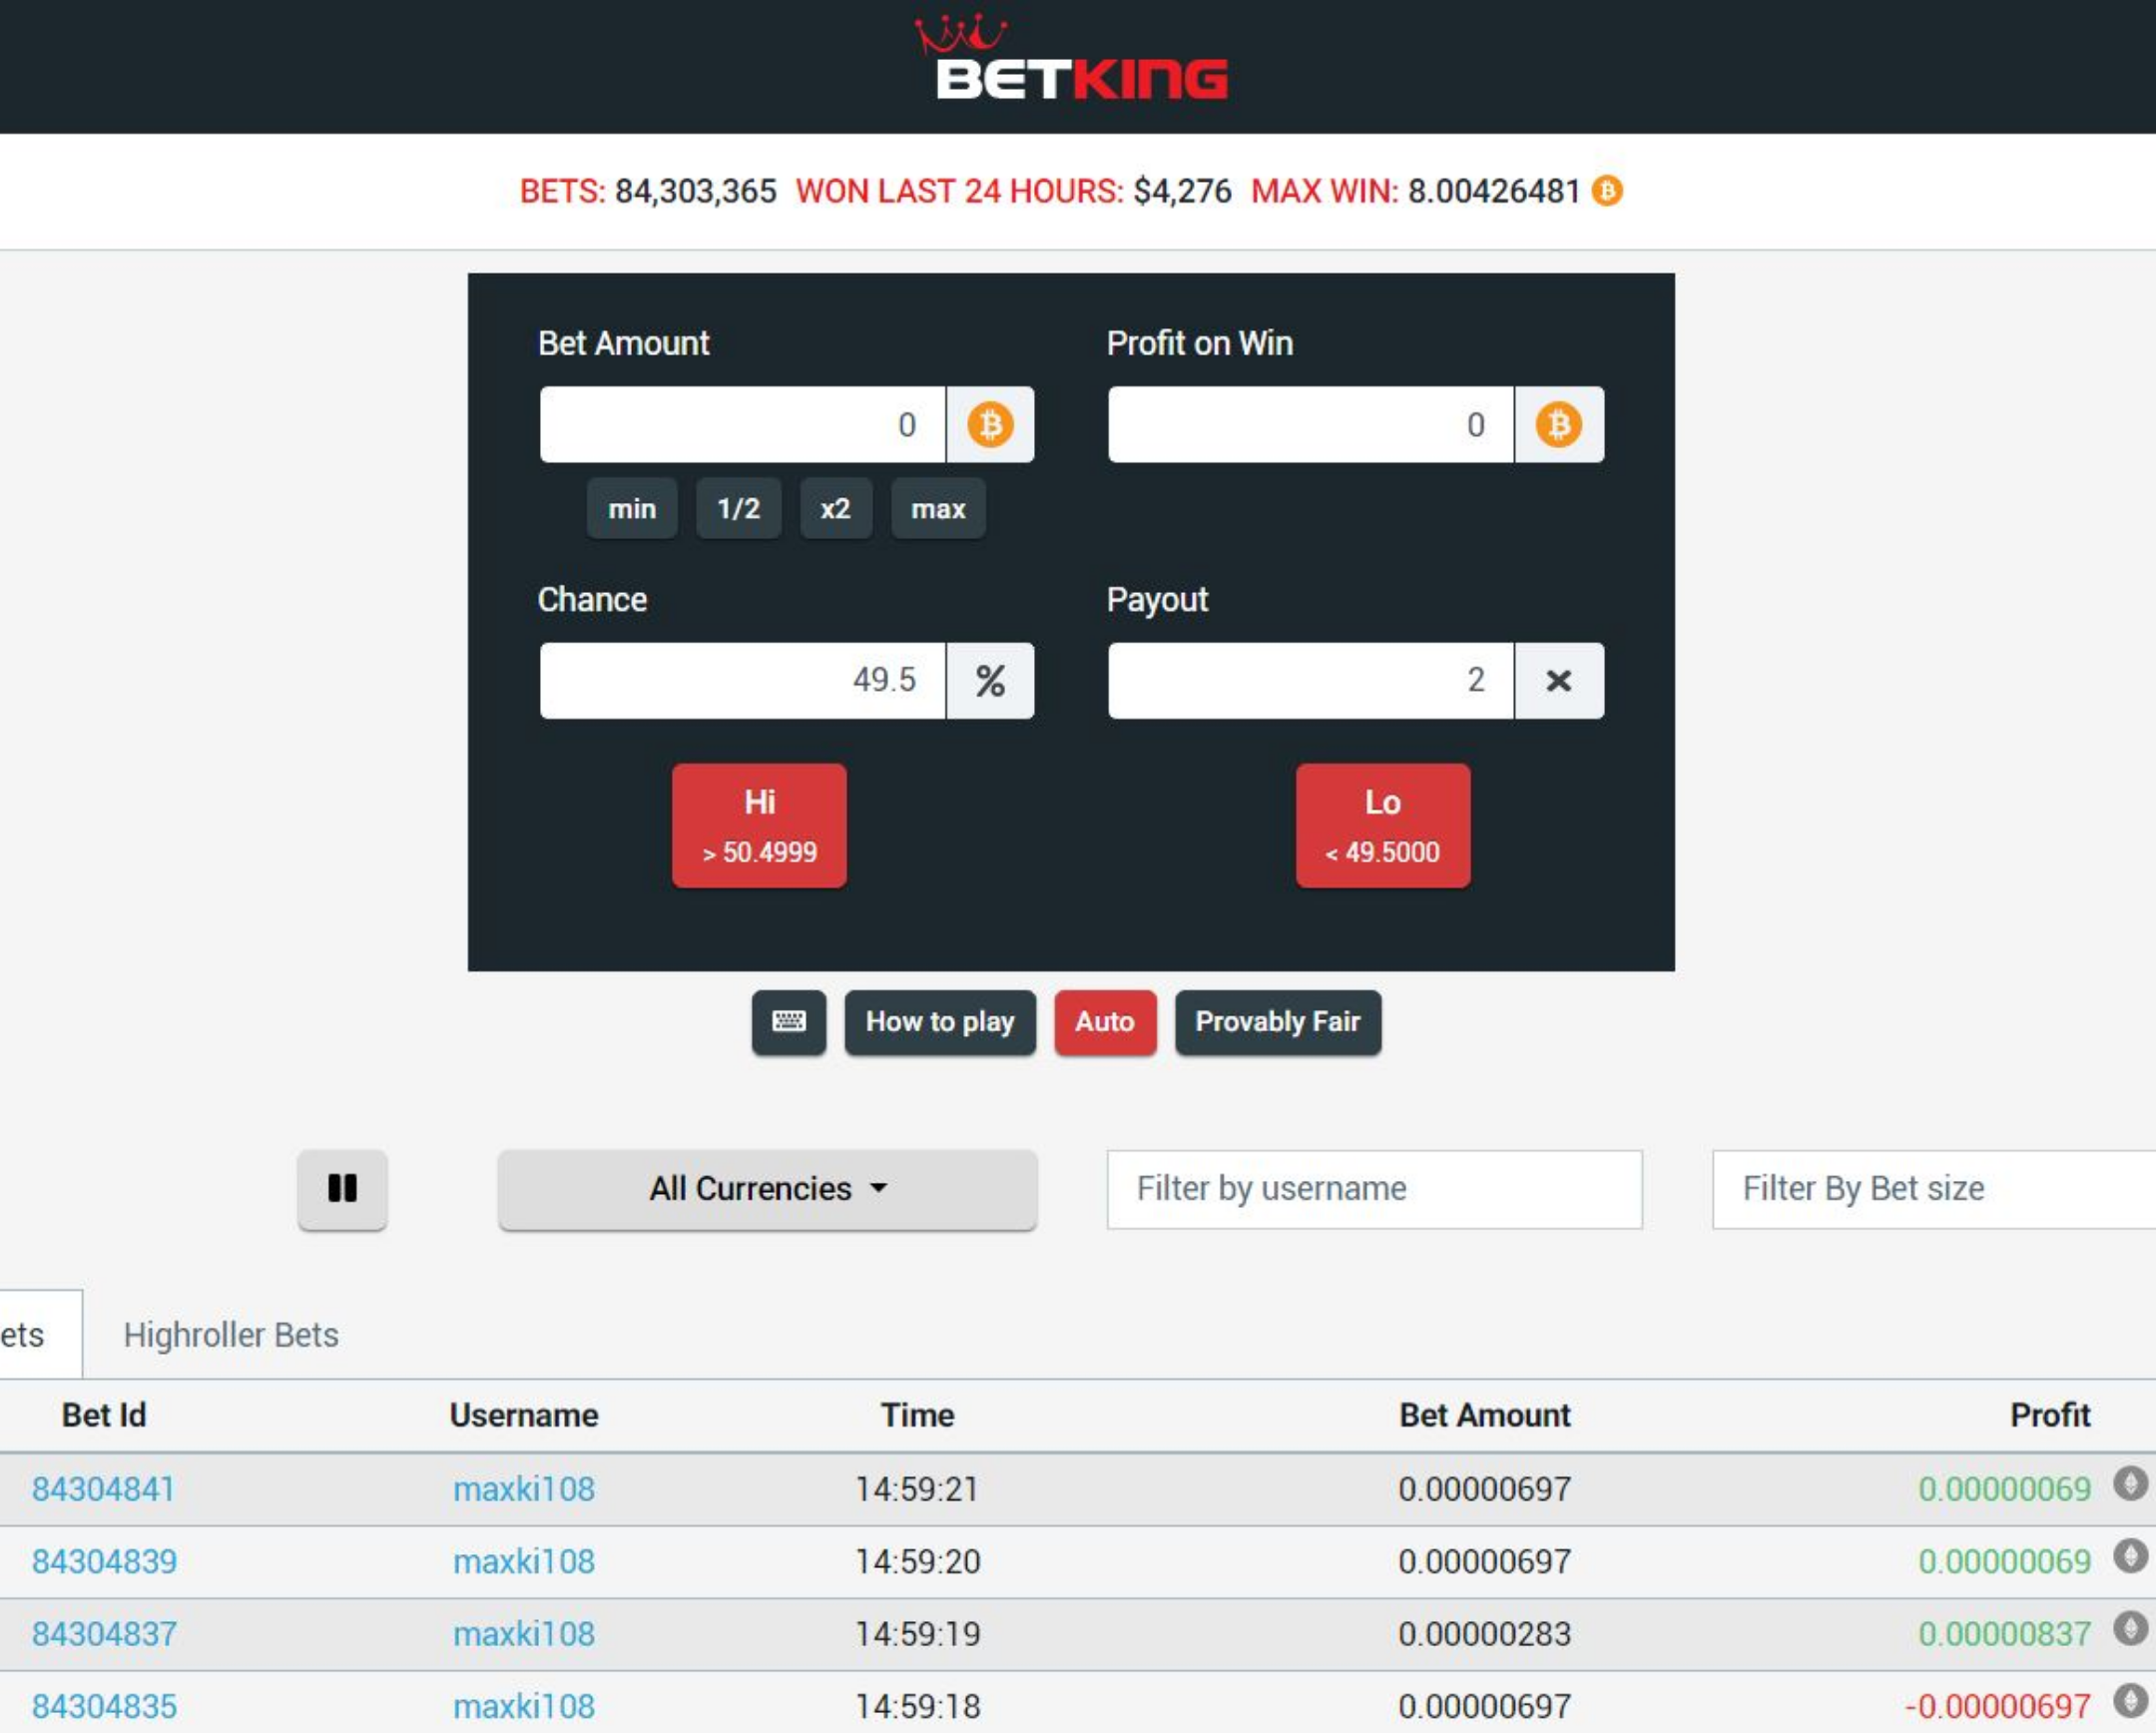 BETKING
BETS: 84,303,365 WON LAST 24 HOURS: $4,276 MAX WIN: 8.00426481
Bet Amount Profit on Win
0 0
min 1/2 x2 max
Chance Payout
49.5 % 2 ×
Hi Lo
> 50.4999 < 49.5000
How to play Auto Provably Fair
All Currencies Filter by username Filter By Bet size
ets Highroller Bets
Bet Id Username Time Bet Amount Profit
84304841 maxki108 14:59:21 0.00000697 0.00000069
84304839 maxki108 14:59:20 0.00000697 0.00000069
84304837 maxki108 14:59:19 0.00000283 0.00000837
84304835 maxki108 14:59:18 0.00000697 -0.00000697